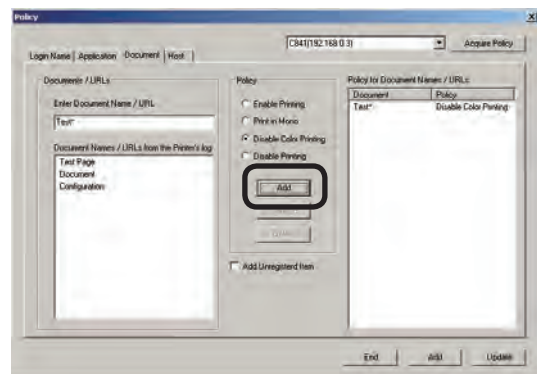 Policy
x
C841(192.168.0.3)
Acquire Policy
Login Name
Application
Document
Host
Documents / URLs
Enter Document Name / URL
Test*
Document Names / URLs from the Printer's log
Test Page
Document
Configuration
Policy
Enable Printing
Print in Mono
Disable Color Printing
Disable Printing
Add
Add Unregisterd Item
Policy for Document Names / URLs
Document Policy
Test* Disable Color Printing
End
Add
Update